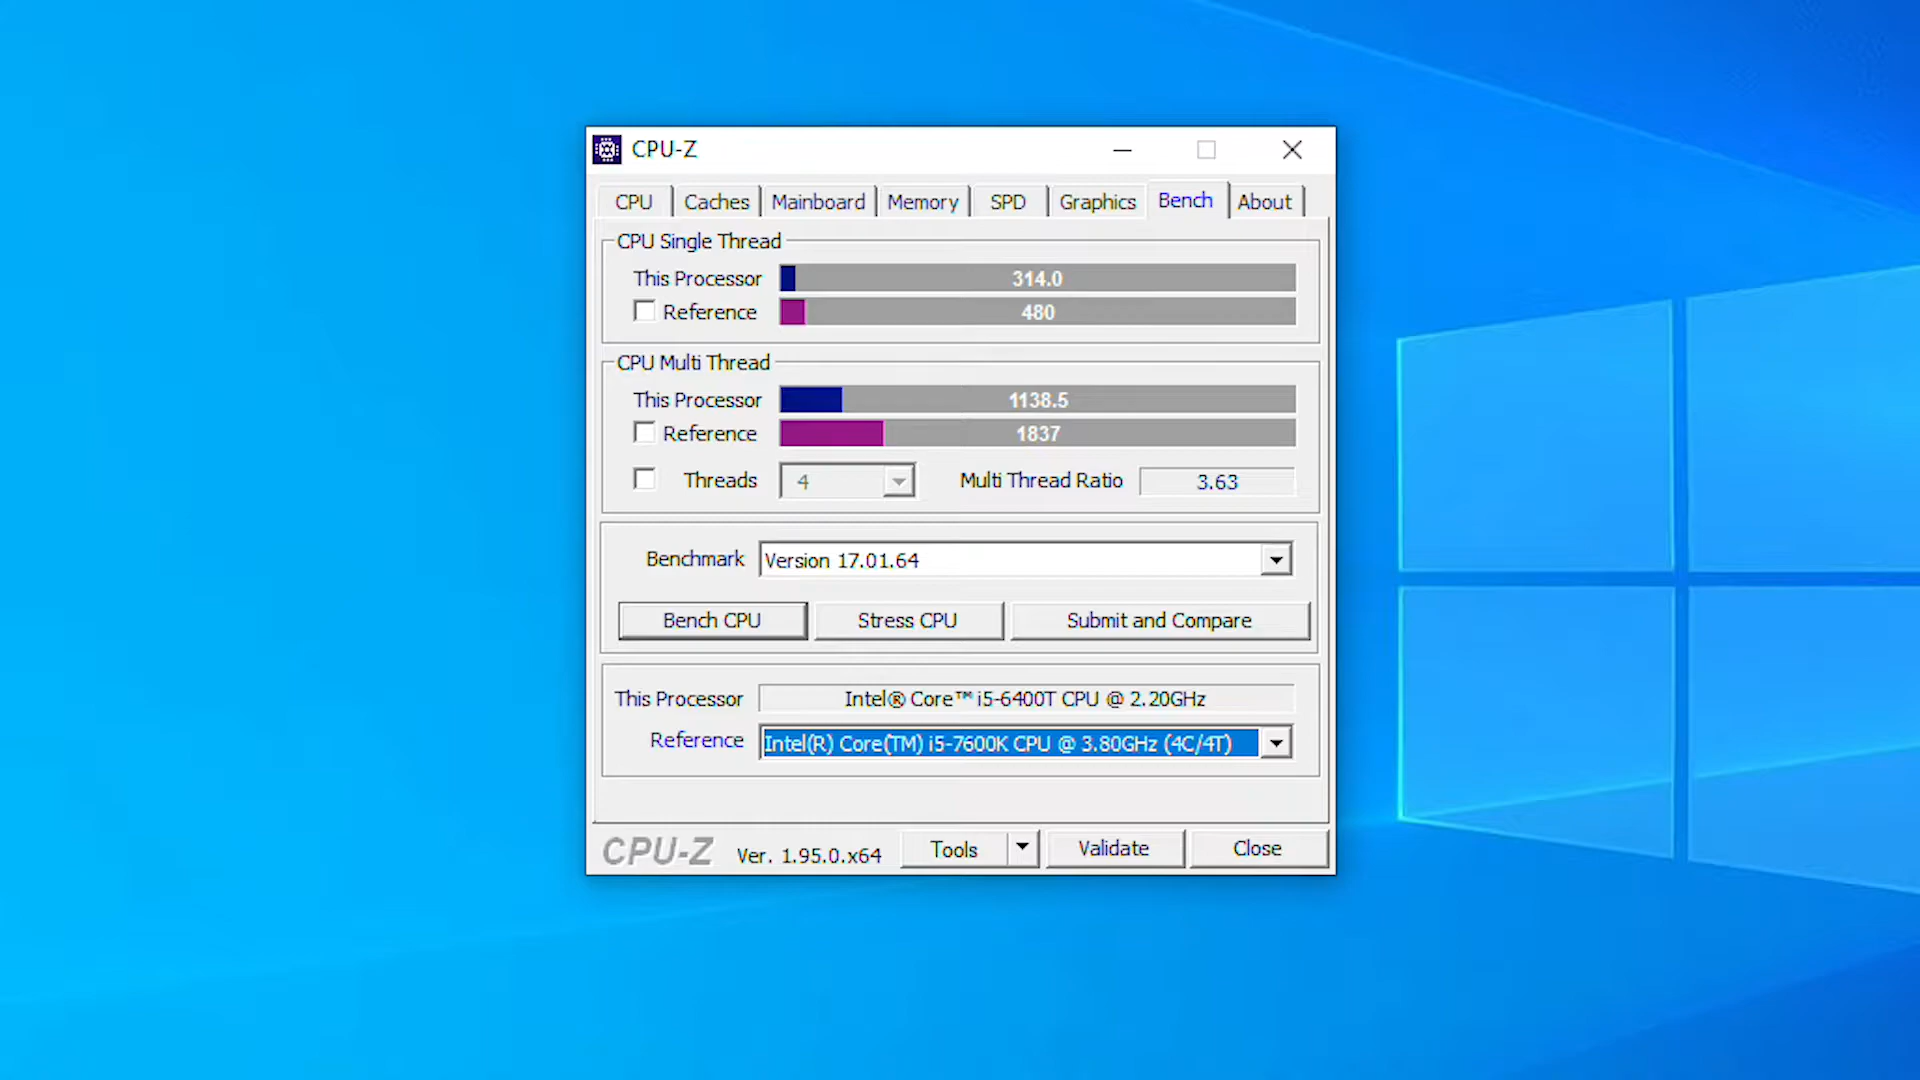 CPU-Z
CPU Caches Mainboard Memory SPD Graphics Bench About
CPU Single Thread
This Processor 314.0
Reference 480
CPU Multi Thread
This Processor 1138.5
Reference 1837
Threads 4 Multi Thread Ratio 3.63
Benchmark Version 17.01.64
Bench CPU Stress CPU Submit and Compare
This Processor Intel® Core™ i5-6400T CPU @ 2.20GHz
Reference Intel(R) Core(TM) i5-7600K CPU @ 3.80GHz (4C/4T)
CPU-Z Ver. 1.95.0.x64 Tools Validate Close